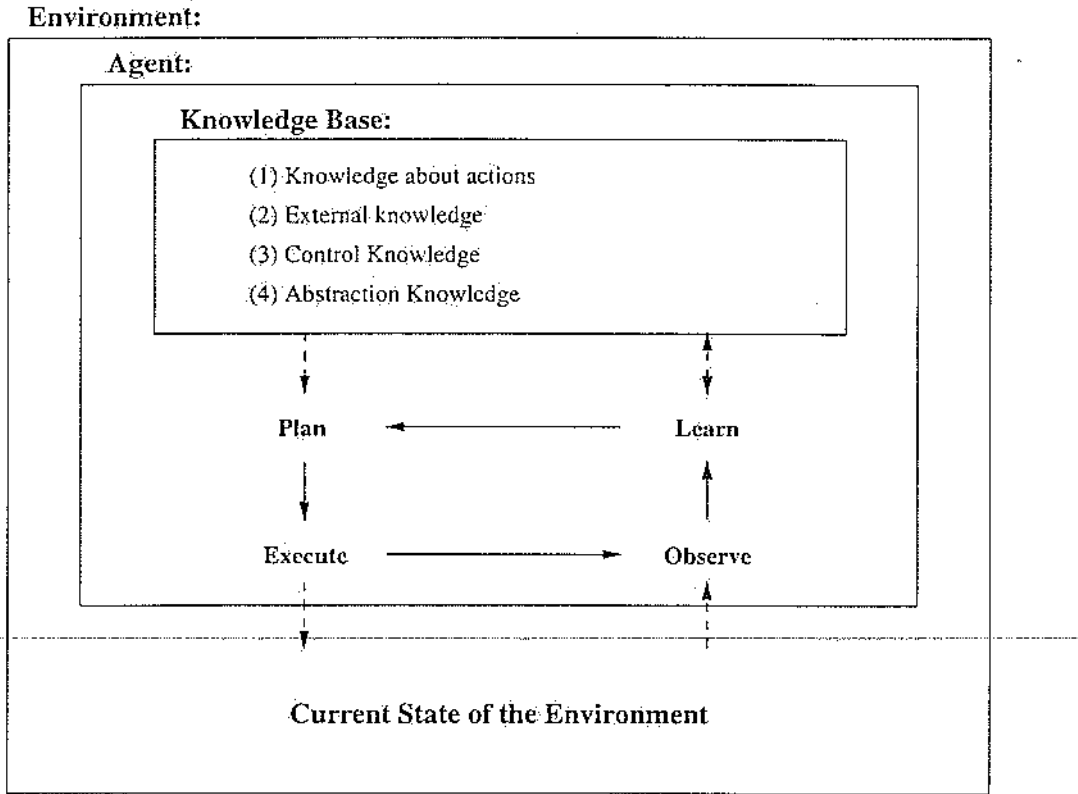 Environment:
Agent:
Knowledge Base:
(1) Knowledge about actions
(2) External knowledge
(3) Control Knowledge
(4) Abstraction Knowledge
Plan
Learn
Execute
Observe
Current State of the Environment